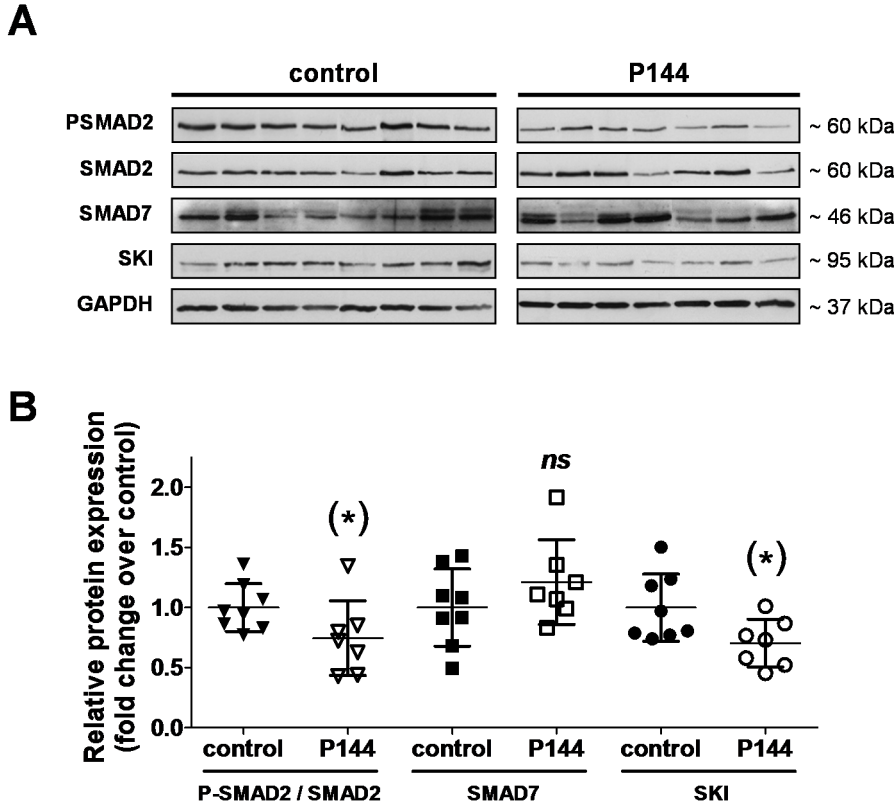 A
control P144
PSMAD2 ~ 60 kDa
SMAD2 ~ 60 kDa
SMAD7 ~ 46 kDa
SKI ~ 95 kDa
GAPDH ~ 37 kDa
B
Relative protein expression
(fold change over control)
2.0
1.5
1.0
0.5
0.0
(*)
ns
(*)
control P144 control P144 control P144
P-SMAD2 / SMAD2 SMAD7 SKI